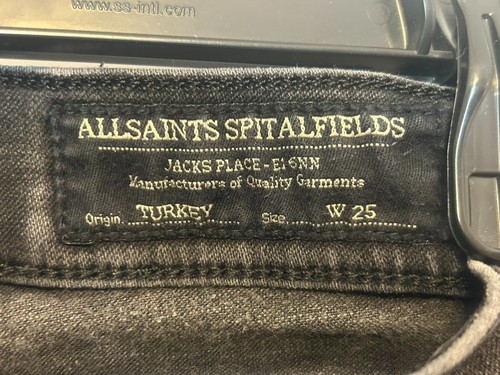 www.ss-intl.com
ALLSAINTS SPITALFIELDS
JACKS PLACE - E1 6NN
Manufacturers of Quality Garments
Origin.... TURKEY ..... Size ........ W 25 ........